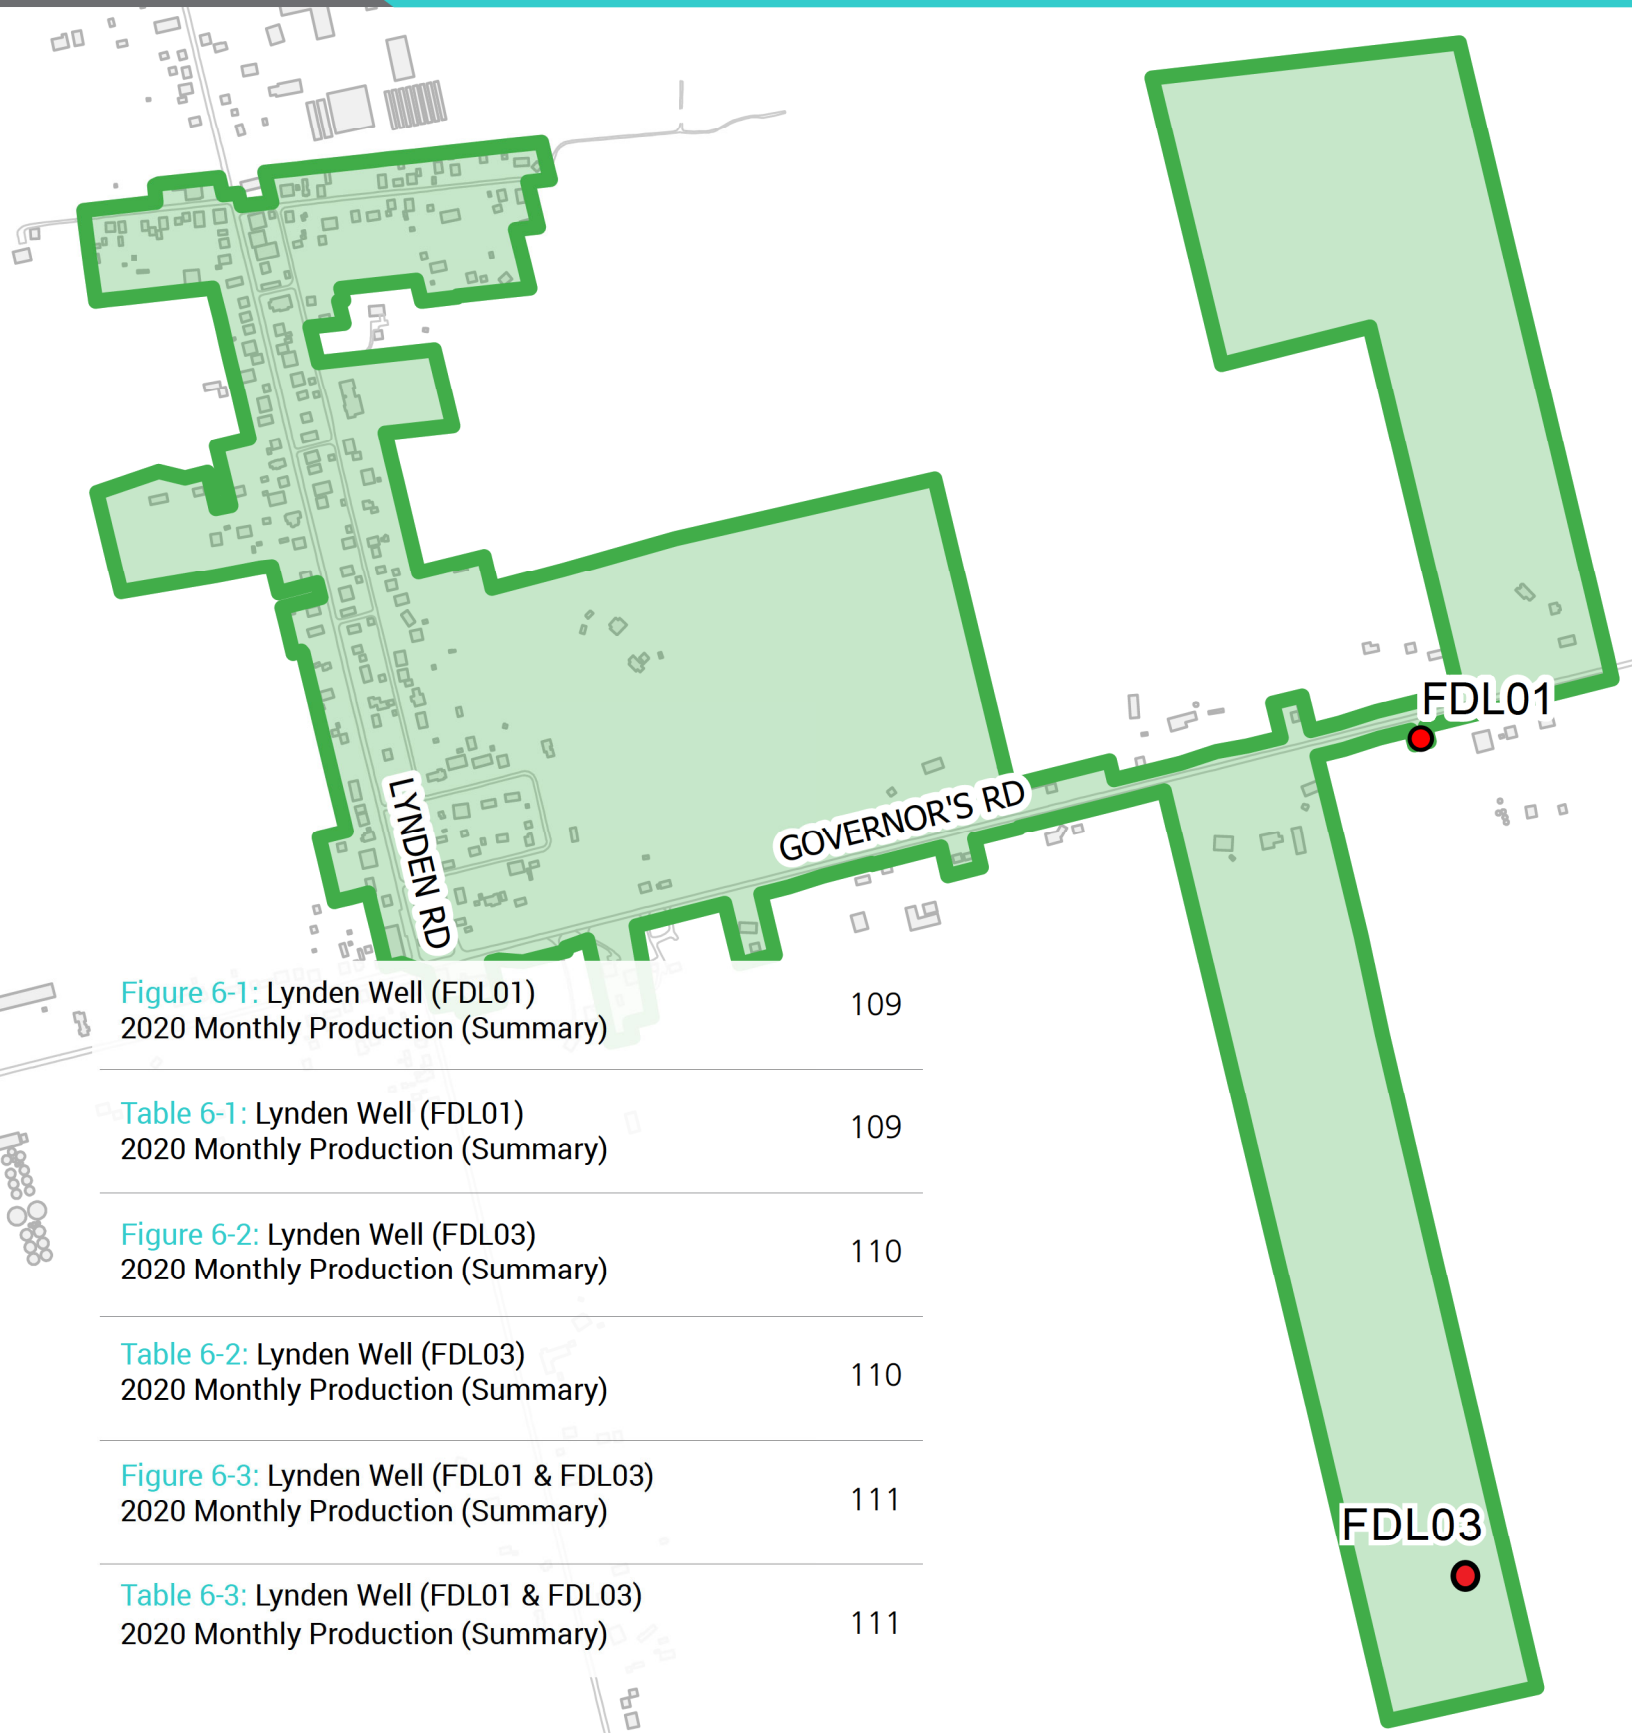 FDL01
GOVERNOR'S RD
LYNDEN RD
Figure 6-1: Lynden Well (FDL01)
2020 Monthly Production (Summary)
109
Table 6-1: Lynden Well (FDL01)
2020 Monthly Production (Summary)
109
Figure 6-2: Lynden Well (FDL03)
2020 Monthly Production (Summary)
110
Table 6-2: Lynden Well (FDL03)
2020 Monthly Production (Summary)
110
Figure 6-3: Lynden Well (FDL01 & FDL03)
2020 Monthly Production (Summary)
111
FDL03
Table 6-3: Lynden Well (FDL01 & FDL03)
2020 Monthly Production (Summary)
111